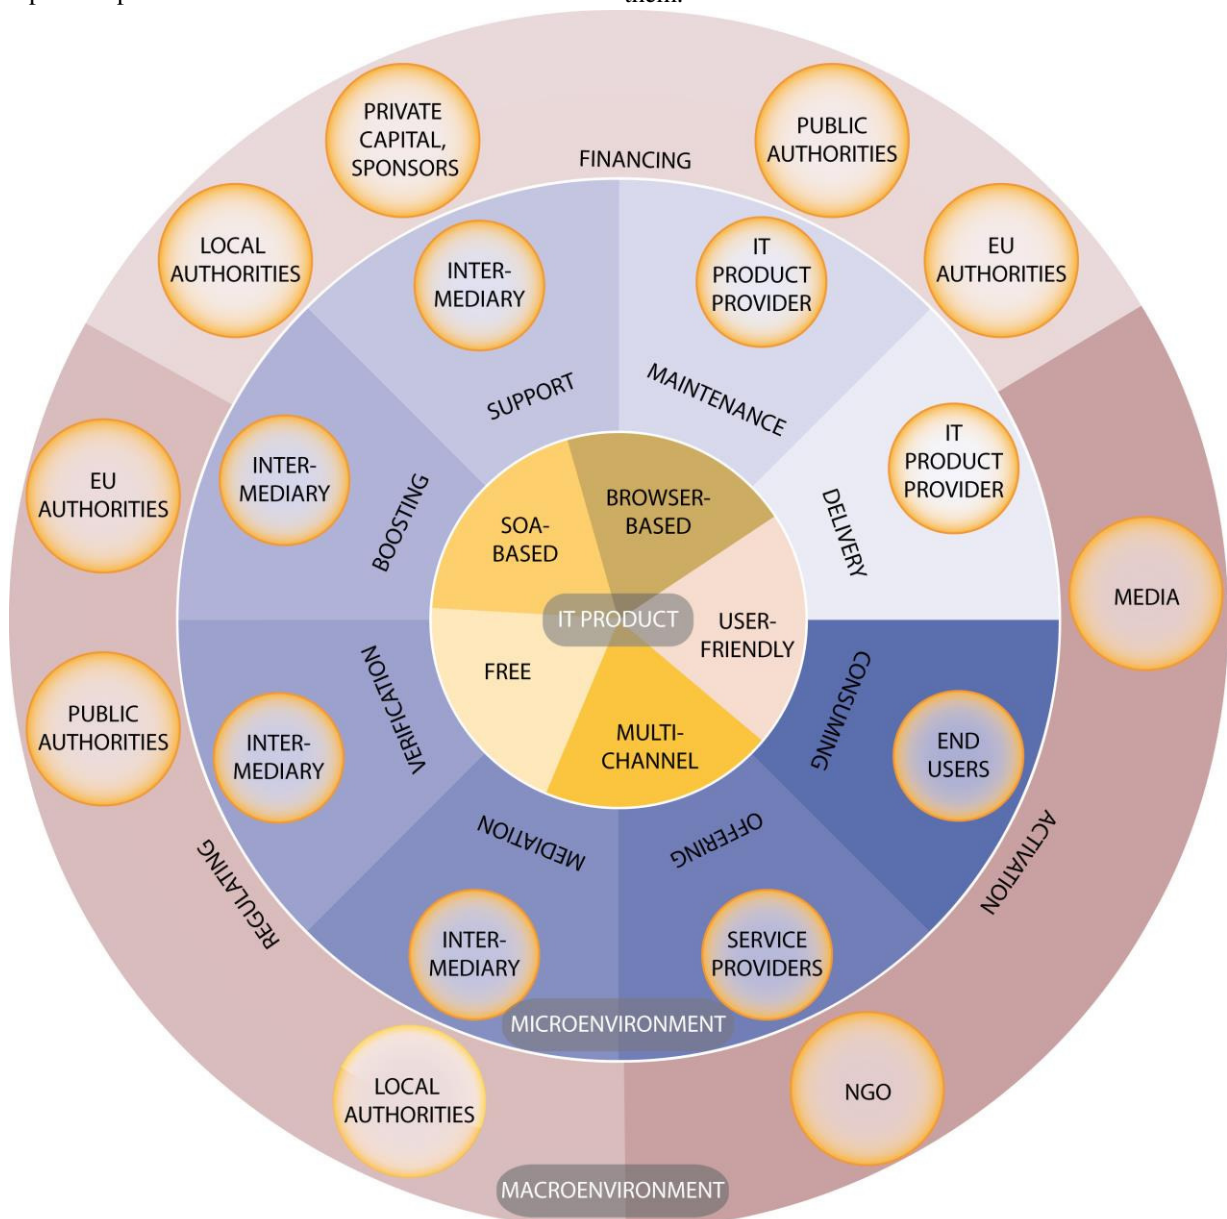 them.
PRIVATE
CAPITAL,
SPONSORS
FINANCING
PUBLIC
AUTHORITIES
LOCAL
AUTHORITIES
EU
AUTHORITIES
INTER-
MEDIARY
IT
PRODUCT
PROVIDER
SUPPORT
MAINTENANCE
INTER-
MEDIARY
IT
PRODUCT
PROVIDER
BOOSTING
DELIVERY
EU
AUTHORITIES
SOA-
BASED
BROWSER-
BASED
IT PRODUCT
USER-
FRIENDLY
FREE
MULTI-
CHANNEL
MEDIA
PUBLIC
AUTHORITIES
INTER-
MEDIARY
VERIFICATION
CONSUMING
END
USERS
MEDIATION
OFFERING
REGULATING
ACTIVATION
INTER-
MEDIARY
SERVICE
PROVIDERS
MICROENVIRONMENT
LOCAL
AUTHORITIES
NGO
MACROENVIRONMENT